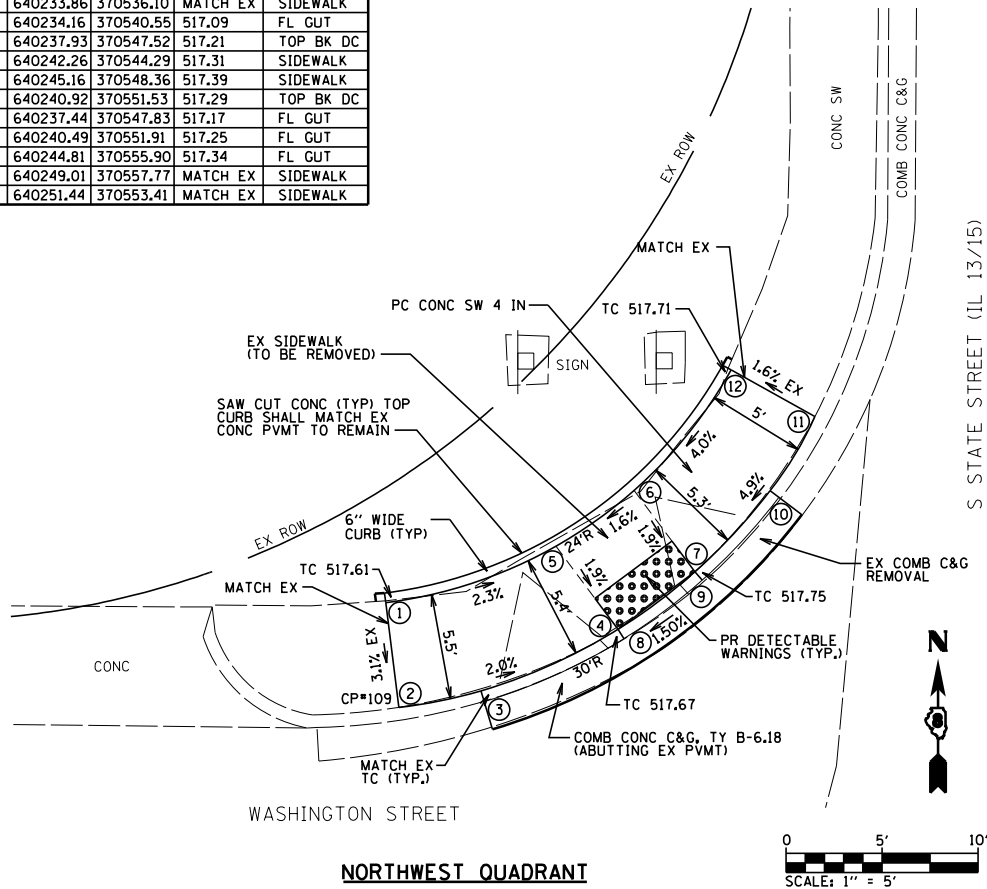 640233.86 370536.10 MATCH EX SIDEWALK
640234.16 370540.55 517.09 FL GUT
640237.93 370547.52 517.21 TOP BK DC
640242.26 370544.29 517.31 SIDEWALK
640245.16 370548.36 517.39 SIDEWALK
640240.92 370551.53 517.29 TOP BK DC
640237.44 370547.83 517.17 FL GUT
640240.49 370551.91 517.25 FL GUT
640244.81 370555.90 517.34 FL GUT
640249.01 370557.77 MATCH EX SIDEWALK
640251.44 370553.41 MATCH EX SIDEWALK
EX ROW
CONC SW
COMB CONC C&G
S STATE STREET (IL 13/15)
MATCH EX
PC CONC SW 4 IN
TC 517.71
EX SIDEWALK
(TO BE REMOVED)
SIGN
1.6% EX
12
11
5'
SAW CUT CONC (TYP) TOP
CURB SHALL MATCH EX
CONC PVMT TO REMAIN
4.0%
4.9%
6
5.3'
10
EX ROW
6" WIDE
CURB (TYP)
24'R
1.6%
1.9%
5
7
EX COMB C&G
REMOVAL
TC 517.61
MATCH EX
1.9%
9
TC 517.75
1
2.3%
5.4'
4
8
1.50%
PR DETECTABLE
WARNINGS (TYP.)
3.1% EX
5.5'
CONC
2.0%
30'R
CP#109
2
3
TC 517.67
COMB CONC C&G, TY B-6.18
(ABUTTING EX PVMT)
MATCH EX
TC (TYP.)
N
WASHINGTON STREET
0 5' 10'
SCALE: 1" = 5'
NORTHWEST QUADRANT